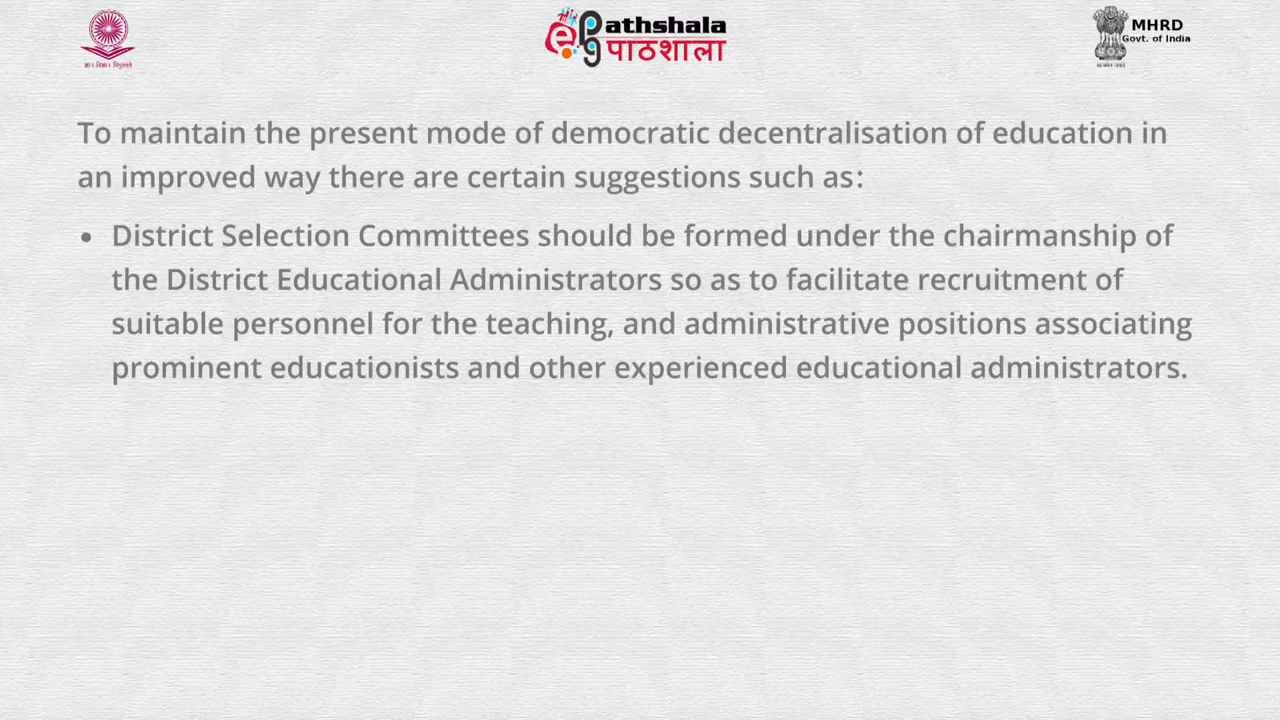 ePG Pathshala
पाठशाला
MHRD
Govt. of India
To maintain the present mode of democratic decentralisation of education in
an improved way there are certain suggestions such as:
• District Selection Committees should be formed under the chairmanship of
the District Educational Administrators so as to facilitate recruitment of
suitable personnel for the teaching, and administrative positions associating
prominent educationists and other experienced educational administrators.